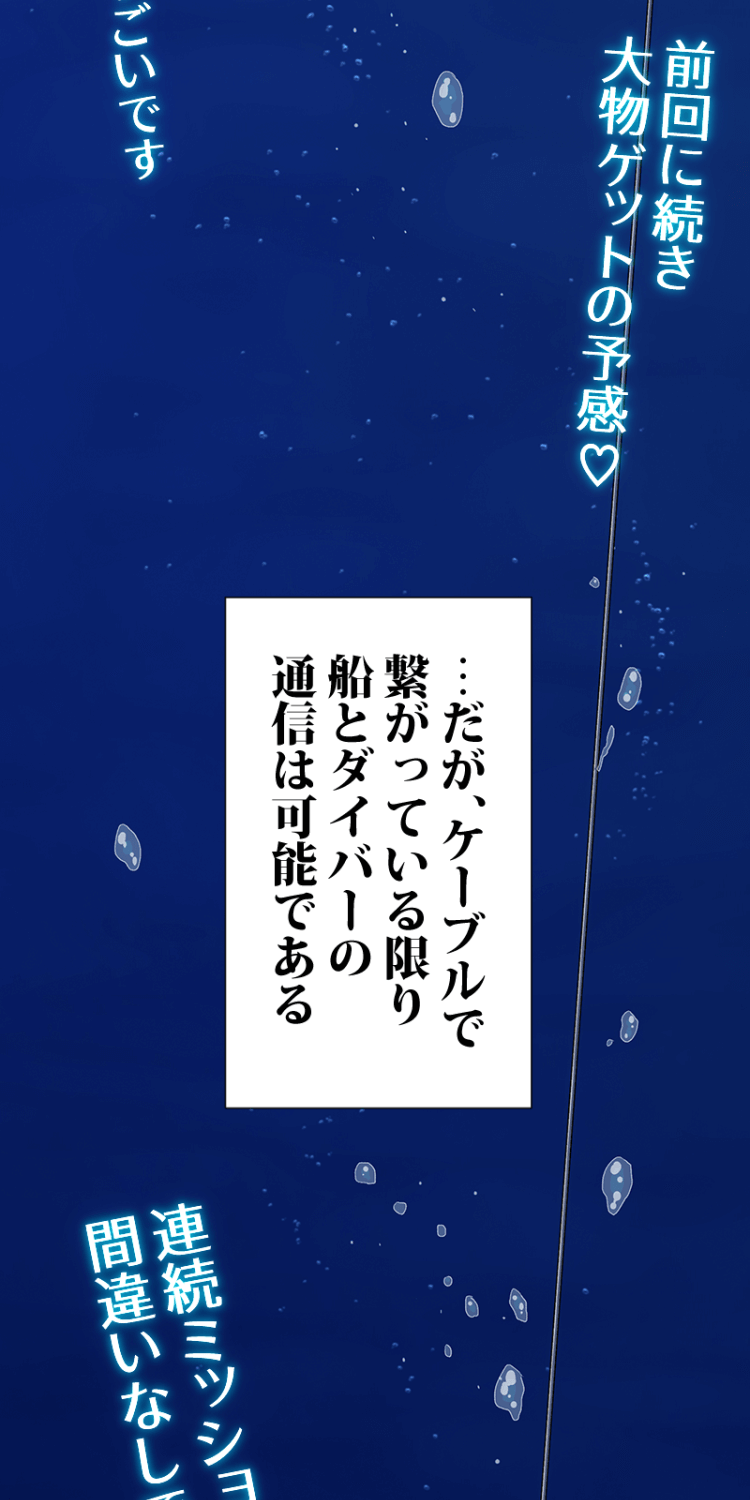 前回に続き
大物ゲットの予感♡
ごいです
…だが、ケーブルで
繋がっている限り
船とダイバーの
通信は可能である
連続ミッショ
間違いなしで